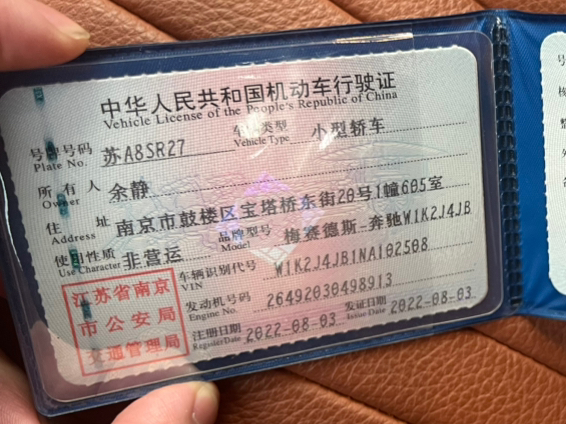 中华人民共和国机动车行驶证
Vehicle License of the People's Republic of China
号牌号码 Plate No. 苏A8SR27 车辆类型 Vehicle Type 小型轿车
所有人 Owner 余静
住址 Address 南京市鼓楼区宝塔桥东街20号1幢605室
使用性质 Use Character 非营运 品牌型号 Model 梅赛德斯-奔驰W1K2J4JB
车辆识别代号 VIN W1K2J4JB1NA102508
发动机号码 Engine No. 26492030498913
注册日期 Register Date 2022-08-03 发证日期 Issue Date 2022-08-03
江苏省南京
市公安局
交通管理局